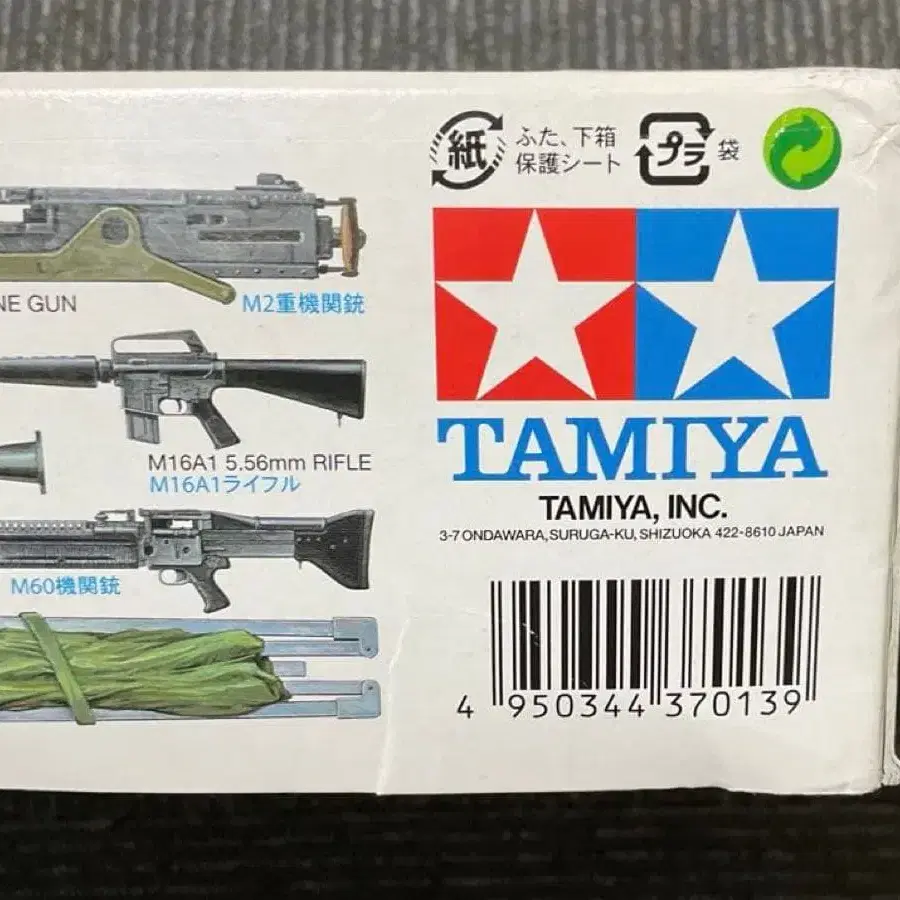 紙
ふた、下箱
保護シート
プラ
袋
NE GUN
M2重機関銃
M16A1 5.56mm RIFLE
M16A1ライフル
M60機関銃
TAMIYA
TAMIYA, INC.
3-7 ONDAWARA, SURUGA-KU, SHIZUOKA 422-8610 JAPAN
4 950344 370139